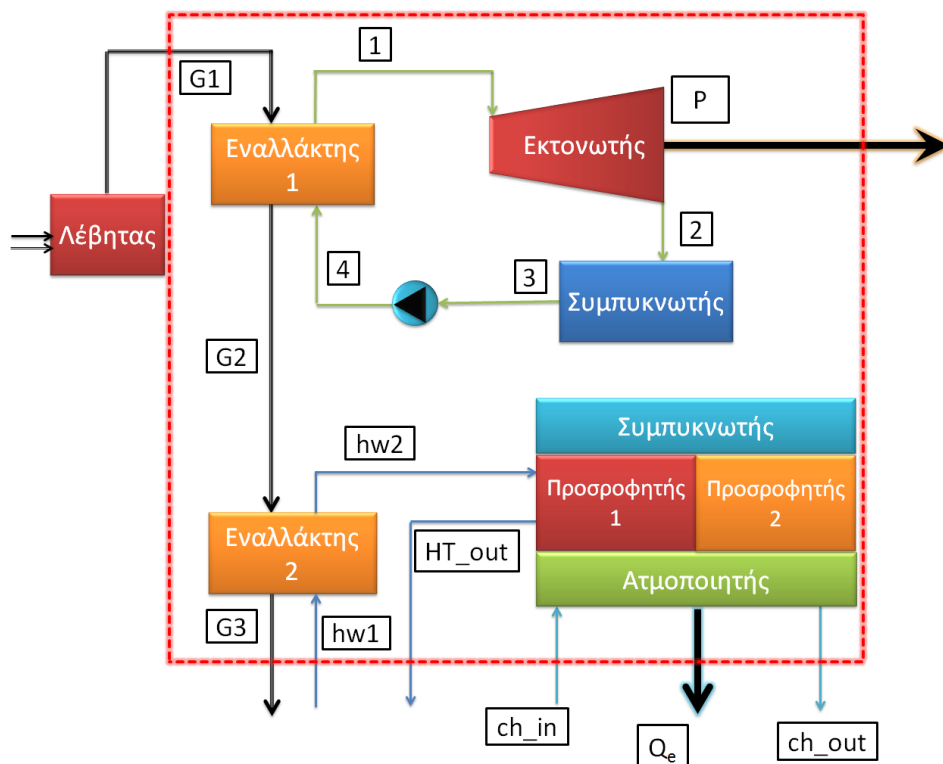 1
G1
P
Εναλλάκτης
1
Εκτονωτής
Λέβητας
2
4
3
Συμπυκνωτής
G2
Συμπυκνωτής
hw2
Προσροφητής
1
Προσροφητής
2
Εναλλάκτης
2
HT_out
Ατμοποιητής
G3
hw1
ch_in
Qe
ch_out